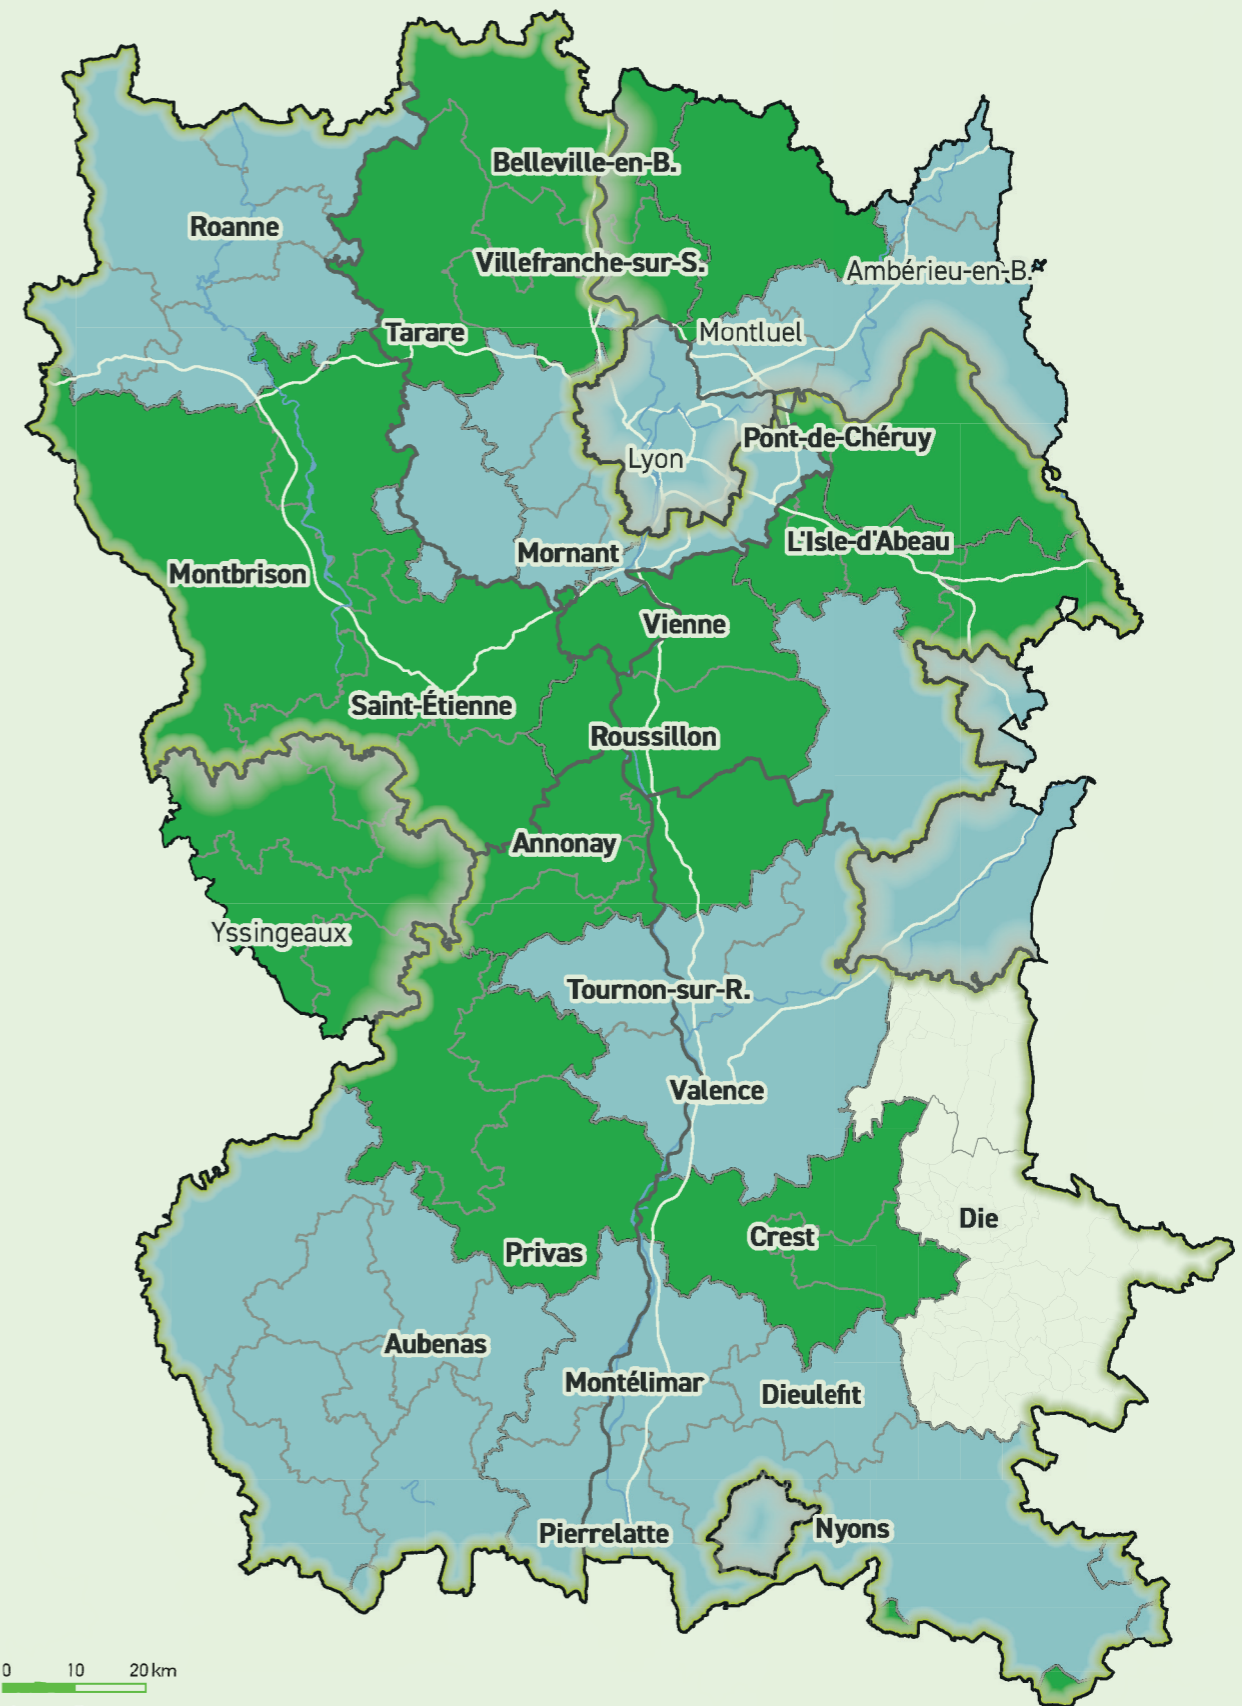 Belleville-en-B.
Roanne
Villefranche-sur-S.
Ambérieu-en-B.
Tarare
Montluel
Pont-de-Chéruy
Lyon
L'Isle-d'Abeau
Mornant
Montbrison
Vienne
Saint-Étienne
Roussillon
Annonay
Yssingeaux
Tournon-sur-R.
Valence
Die
Crest
Privas
Aubenas
Montélimar
Dieulefit
Nyons
Pierrelatte
0 10 20 km